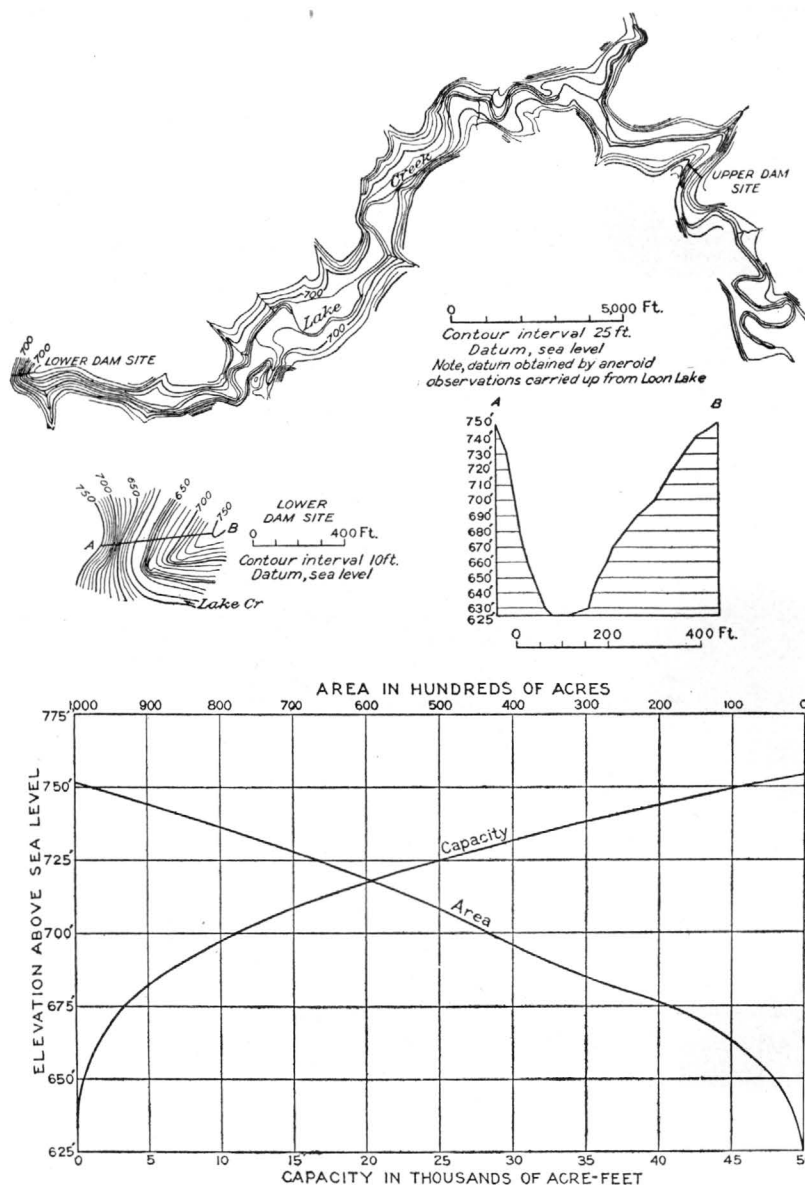 Creek
UPPER DAM
SITE
700
Lake
700
0 5,000 Ft.
Contour interval 25 ft.
Datum, sea level
Note, datum obtained by aneroid
observations carried up from Loon Lake
700
700
LOWER DAM SITE
A B
750'
740'
730'
720'
710'
700'
690'
680'
670'
660'
650'
640'
630'
625'
0 200 400 Ft.
750
700
650
650
700
750
A B
LOWER
DAM SITE
0 400 Ft.
Contour interval 10ft.
Datum, sea level
Lake Cr
AREA IN HUNDREDS OF ACRES
1,000 900 800 700 600 500 400 300 200 100 0
775'
750'
725'
700'
675'
650'
625'
ELEVATION ABOVE SEA LEVEL
Capacity
Area
0 5 10 15 20 25 30 35 40 45 50
CAPACITY IN THOUSANDS OF ACRE-FEET